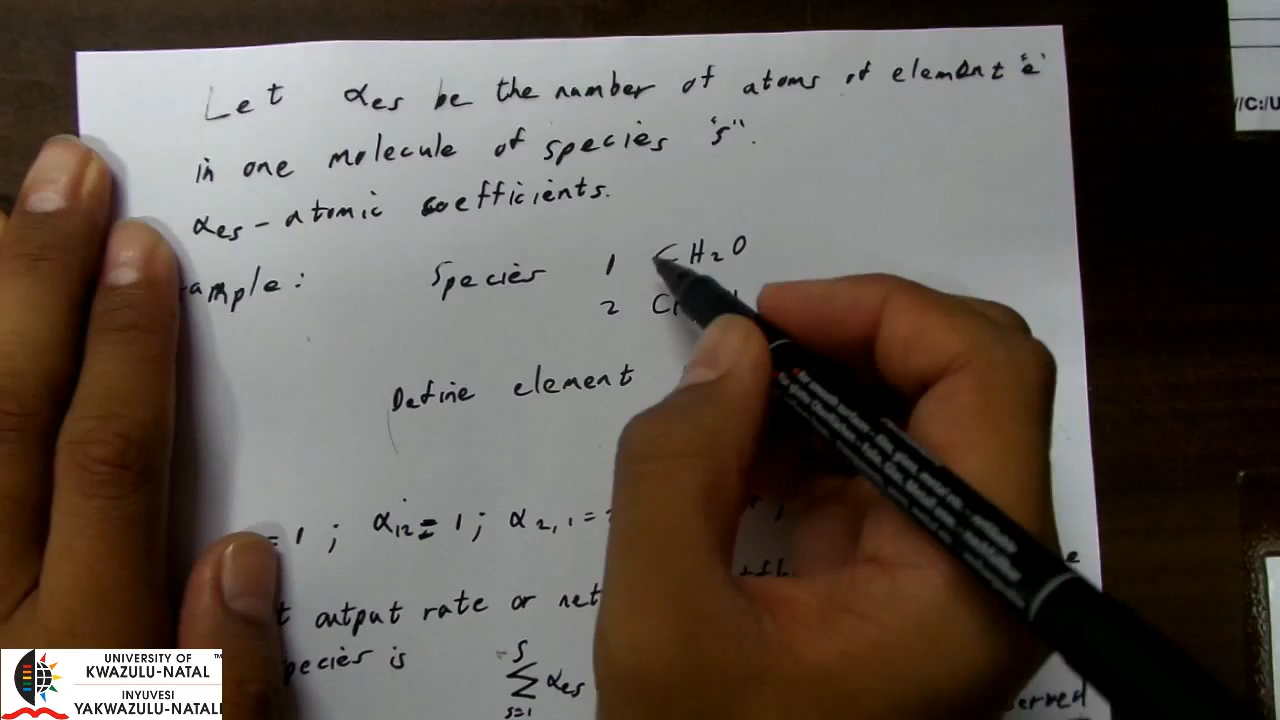 Let αes be the number of atoms of element "e"
in one molecule of species "s".
αes - atomic coefficients.
ample: Species 1 CH2O
2
Define element
= 1 ; α12 = 1 ; α2,1 =
t output rate or net
pecies is S Σ s=1 αes
//C:/U
UNIVERSITY OF ™
KWAZULU-NATAL
INYUVESI
YAKWAZULU-NATALI